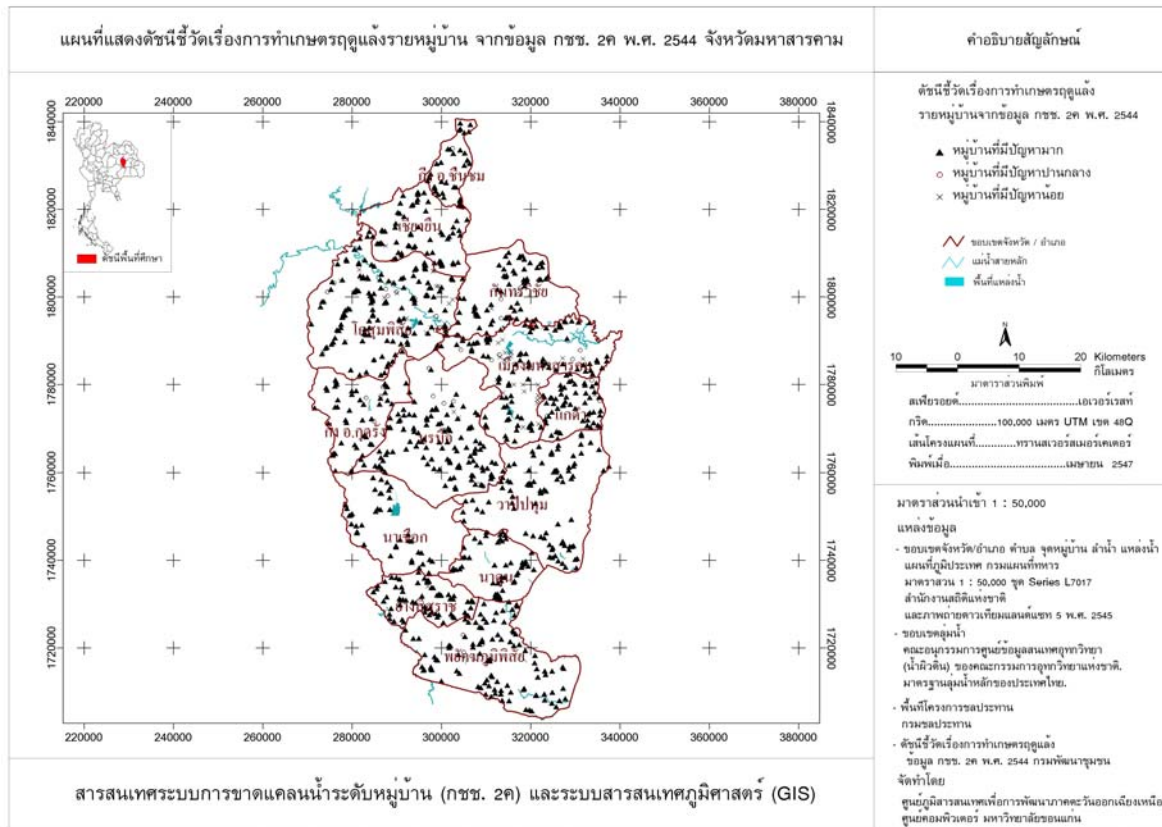 แผนที่แสดงดัชนีชี้วัดเรื่องการทำเกษตรฤดูแล้งรายหมู่บ้าน จากข้อมูล กชช. 2ค พ.ศ. 2544 จังหวัดมหาสารคาม
220000 240000 260000 280000 300000 320000 340000 360000 380000
1840000 1840000
1820000 1820000
1800000 1800000
1780000 1780000
1760000 1760000
1740000 1740000
1720000 1720000
ดัชนีพื้นที่ศึกษา
กิ่ง อ.ชื่นชม
เชียงยืน
กันทรวิชัย
โกสุมพิสัย
เมืองมหาสารคาม
แกดำ
กิ่ง อ.กุดรัง
บรบือ
วาปีปทุม
นาเชือก
นาดูน
ยางสีสุราช
พยัคฆภูมิพิสัย
220000 240000 260000 280000 300000 320000 340000 360000 380000
สารสนเทศระบบการขาดแคลนน้ำระดับหมู่บ้าน (กชช. 2ค) และระบบสารสนเทศภูมิศาสตร์ (GIS)
คำอธิบายสัญลักษณ์
ดัชนีชี้วัดเรื่องการทำเกษตรฤดูแล้ง
รายหมู่บ้านจากข้อมูล กชช. 2ค พ.ศ. 2544
หมู่บ้านที่มีปัญหามาก
หมู่บ้านที่มีปัญหาปานกลาง
หมู่บ้านที่มีปัญหาน้อย
ขอบเขตจังหวัด / อำเภอ
แม่น้ำสายหลัก
พื้นที่แหล่งน้ำ
N
10 0 10 20 Kilometers
กิโลเมตร
มาตราส่วนพิมพ์
สเฟียรอยด์......................................เอเวอร์เรสท์
กริด......................100,000 เมตร UTM เขต 48Q
เส้นโครงแผนที่.............ทรานสเวอร์สเมอร์เคเตอร์
พิมพ์เมื่อ......................................เมษายน 2547
มาตราส่วนนำเข้า 1 : 50,000
แหล่งข้อมูล
- ขอบเขตจังหวัด/อำเภอ ตำบล จุดหมู่บ้าน ลำน้ำ แหล่งน้ำ
แผนที่ภูมิประเทศ กรมแผนที่ทหาร
มาตราส่วน 1 : 50,000 ชุด Series L7017
สำนักงานสถิติแห่งชาติ
และภาพถ่ายดาวเทียมแลนด์แซท 5 พ.ศ. 2545
- ขอบเขตลุ่มน้ำ
คณะอนุกรรมการศูนย์ข้อมูลสนเทศอุทกวิทยา
(น้ำผิวดิน) ของคณะกรรมการอุทกวิทยาแห่งชาติ.
มาตรฐานลุ่มน้ำหลักของประเทศไทย.
- พื้นที่โครงการชลประทาน
กรมชลประทาน
- ดัชนีชี้วัดเรื่องการทำเกษตรฤดูแล้ง
ข้อมูล กชช. 2ค พ.ศ. 2544 กรมพัฒนาชุมชน
จัดทำโดย
ศูนย์ภูมิสารสนเทศเพื่อการพัฒนาภาคตะวันออกเฉียงเหนือ
ศูนย์คอมพิวเตอร์ มหาวิทยาลัยขอนแก่น